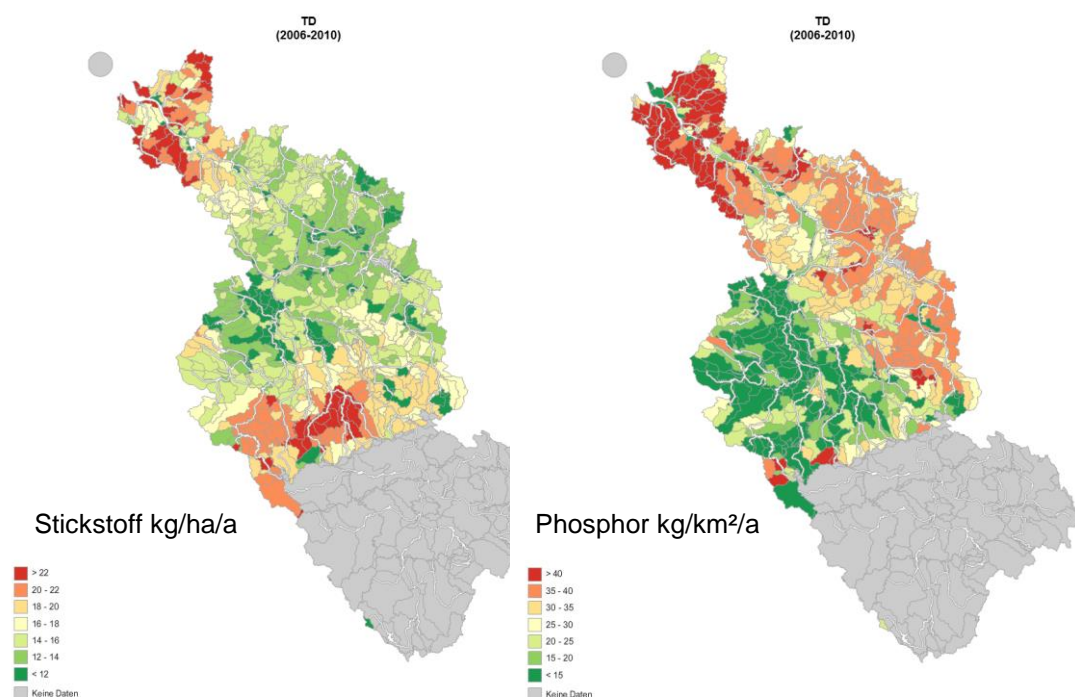 TD
(2006-2010)
Stickstoff kg/ha/a
> 22
20 - 22
18 - 20
16 - 18
14 - 16
12 - 14
< 12
Keine Daten
TD
(2006-2010)
Phosphor kg/km²/a
> 40
35 - 40
30 - 35
25 - 30
20 - 25
15 - 20
< 15
Keine Daten